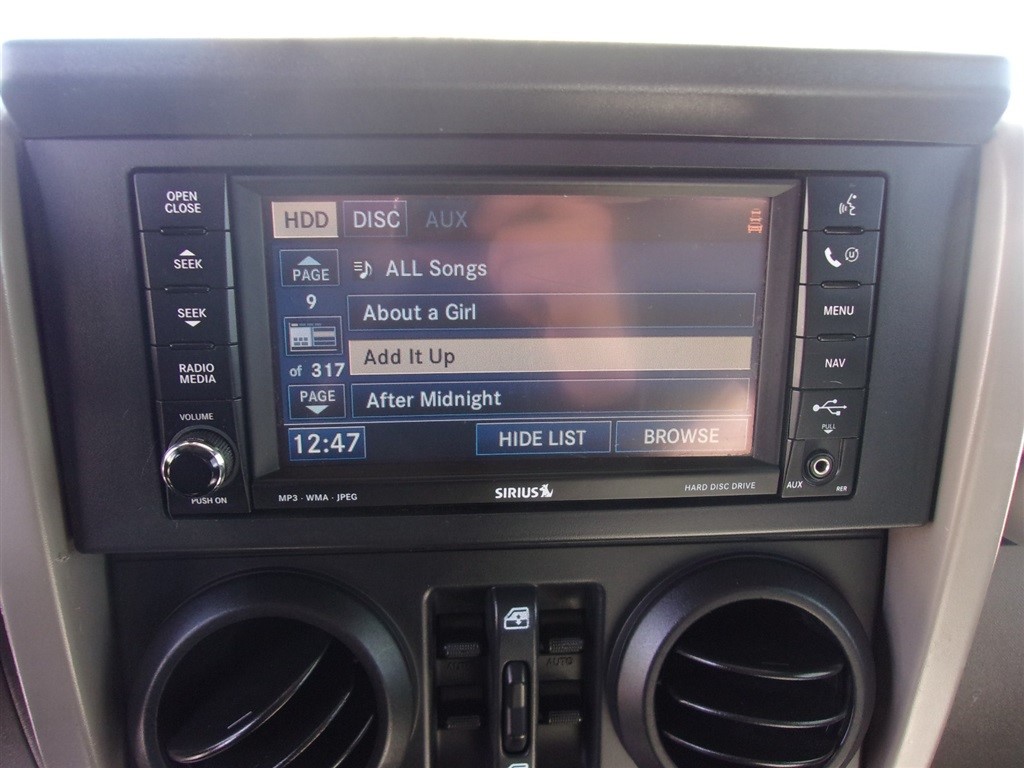 OPEN
CLOSE
SEEK
SEEK
RADIO
MEDIA
VOLUME
PUSH ON
HDD DISC AUX
PAGE
9
of 317
PAGE
12:47
ALL Songs
About a Girl
Add It Up
After Midnight
HIDE LIST BROWSE
MP3 · WMA · JPEG
SIRIUS
HARD DISC DRIVE
MENU
NAV
PULL
AUX
RER
AUTO
AUTO